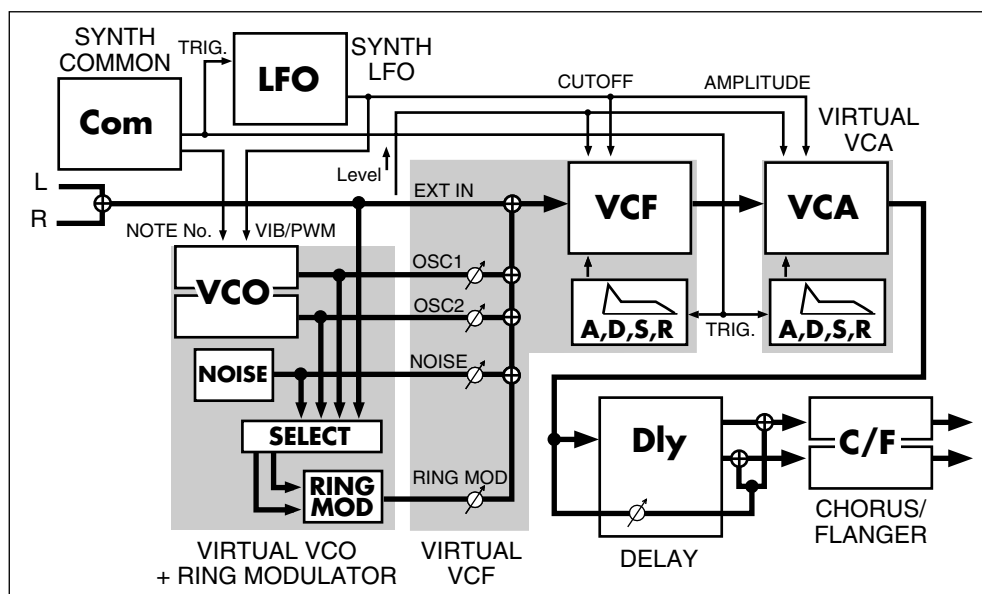 SYNTH
COMMON
TRIG.
LFO
SYNTH
LFO
CUTOFF
AMPLITUDE
VIRTUAL
VCA
Com
Level
L
R
EXT IN
VCF
VCA
NOTE No.
VIB/PWM
VCO
OSC1
OSC2
A,D,S,R
TRIG.
A,D,S,R
NOISE
NOISE
SELECT
RING
MOD
RING MOD
Dly
C/F
VIRTUAL VCO
+ RING MODULATOR
VIRTUAL
VCF
DELAY
CHORUS/
FLANGER